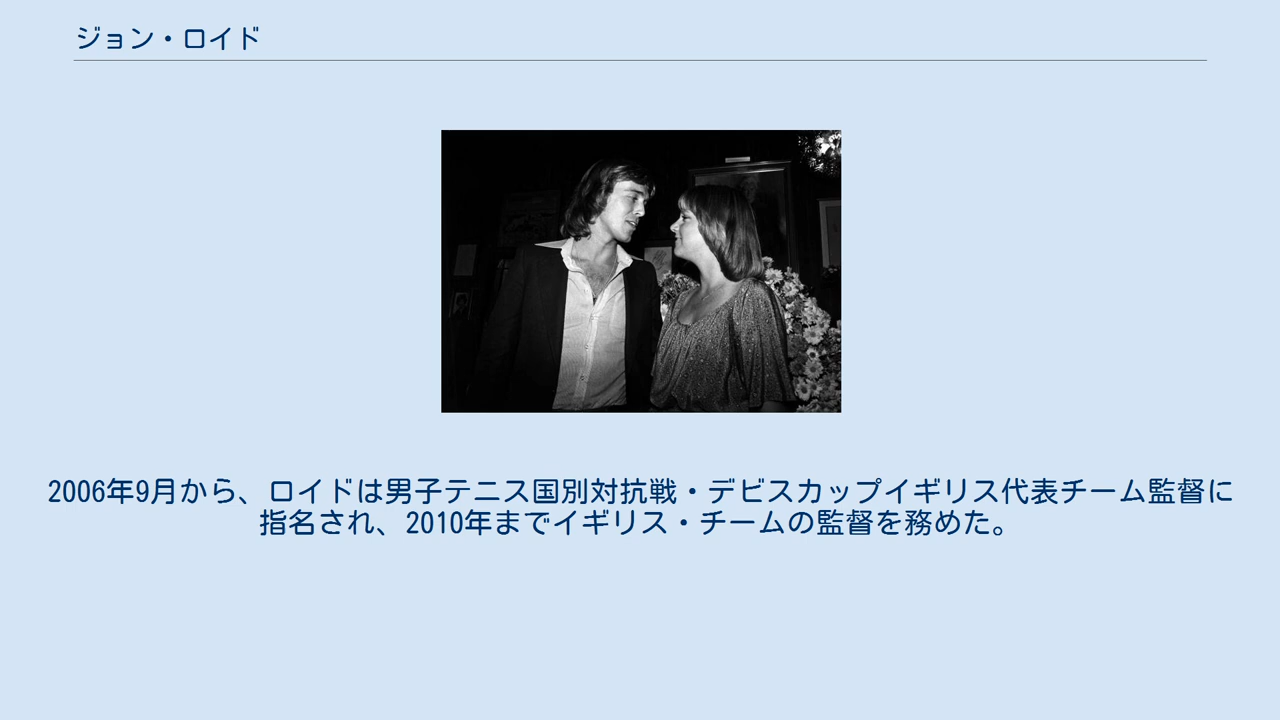 ジョン・ロイド
2006年9月から、ロイドは男子テニス国別対抗戦・デビスカップイギリス代表チーム監督に
指名され、2010年までイギリス・チームの監督を務めた。